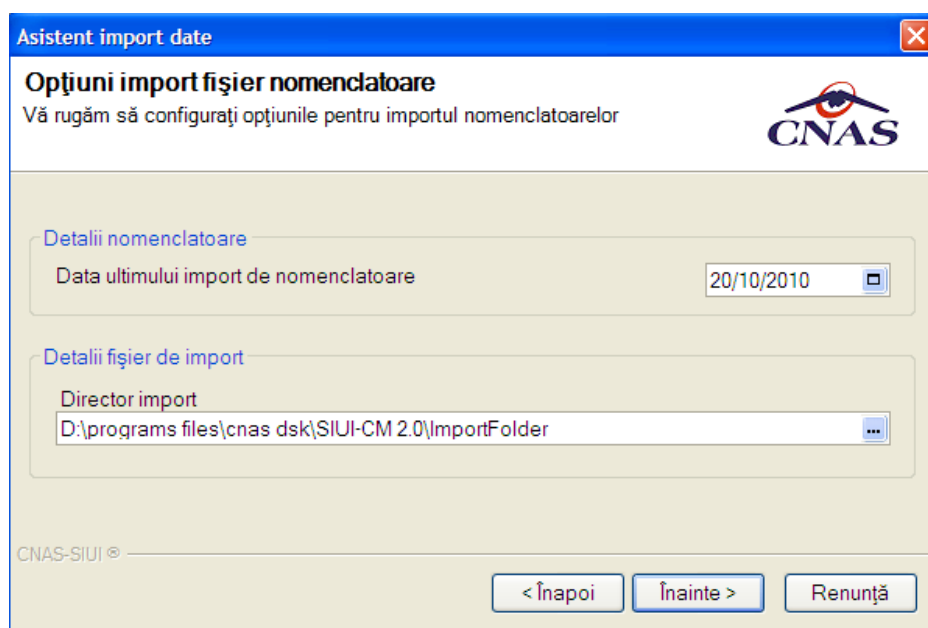 Asistent import date
Opţiuni import fişier nomenclatoare
Vă rugăm să configuraţi opţiunile pentru importul nomenclatoarelor
CNAS
Detalii nomenclatoare
Data ultimului import de nomenclatoare
20/10/2010
Detalii fişier de import
Director import
D:\programs files\cnas dsk\SIUI-CM 2.0\ImportFolder
...
CNAS-SIUI ®
< Înapoi
Înainte >
Renunţă